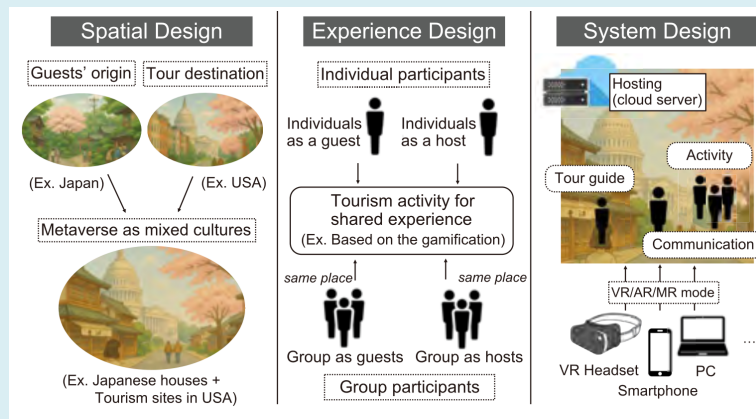 Spatial Design
Guests' origin
Tour destination
(Ex. Japan)
(Ex. USA)
Metaverse as mixed cultures
(Ex. Japanese houses +
Tourism sites in USA)
Experience Design
Individual participants
Individuals
as a guest
Individuals
as a host
Tourism activity for
shared experience
(Ex. Based on the gamification)
same place
same place
Group as guests
Group as hosts
Group participants
System Design
Hosting
(cloud server)
Activity
Tour guide
Communication
VR/AR/MR mode
VR Headset
Smartphone
PC
...